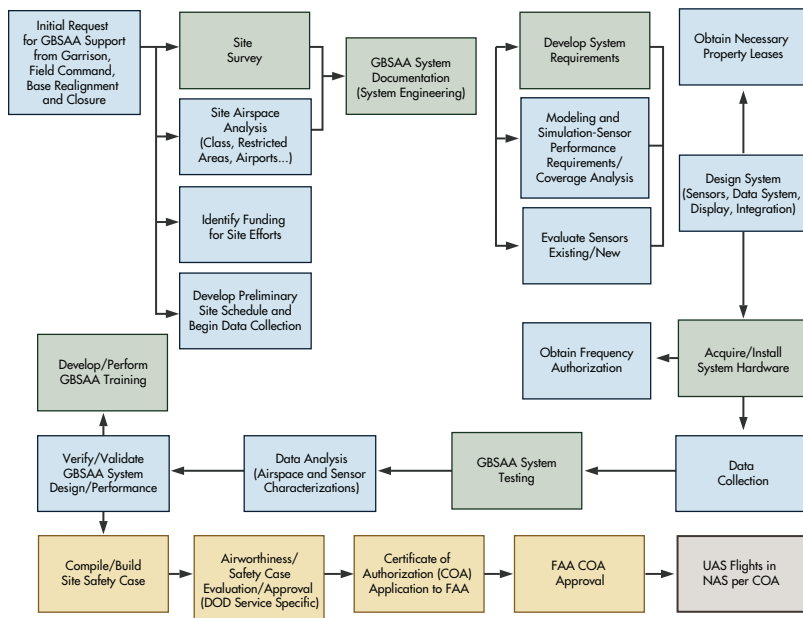 Initial Request
for GBSAA Support
from Garrison,
Field Command,
Base Realignment
and Closure
Site
Survey
Site Airspace
Analysis
(Class, Restricted
Areas, Airports...)
Identify Funding
for Site Efforts
Develop Preliminary
Site Schedule and
Begin Data Collection
GBSAA System
Documentation
(System Engineering)
Develop System
Requirements
Modeling and
Simulation-Sensor
Performance
Requirements/
Coverage Analysis
Evaluate Sensors
Existing/New
Obtain Necessary
Property Leases
Design System
(Sensors, Data System,
Display, Integration)
Obtain Frequency
Authorization
Acquire/Install
System Hardware
Develop/Perform
GBSAA Training
Verify/Validate
GBSAA System
Design/Performance
Data Analysis
(Airspace and Sensor
Characterizations)
GBSAA System
Testing
Data
Collection
Compile/Build
Site Safety Case
Airworthiness/
Safety Case
Evaluation/Approval
(DOD Service Specific)
Certificate of
Authorization (COA)
Application to FAA
FAA COA
Approval
UAS Flights in
NAS per COA